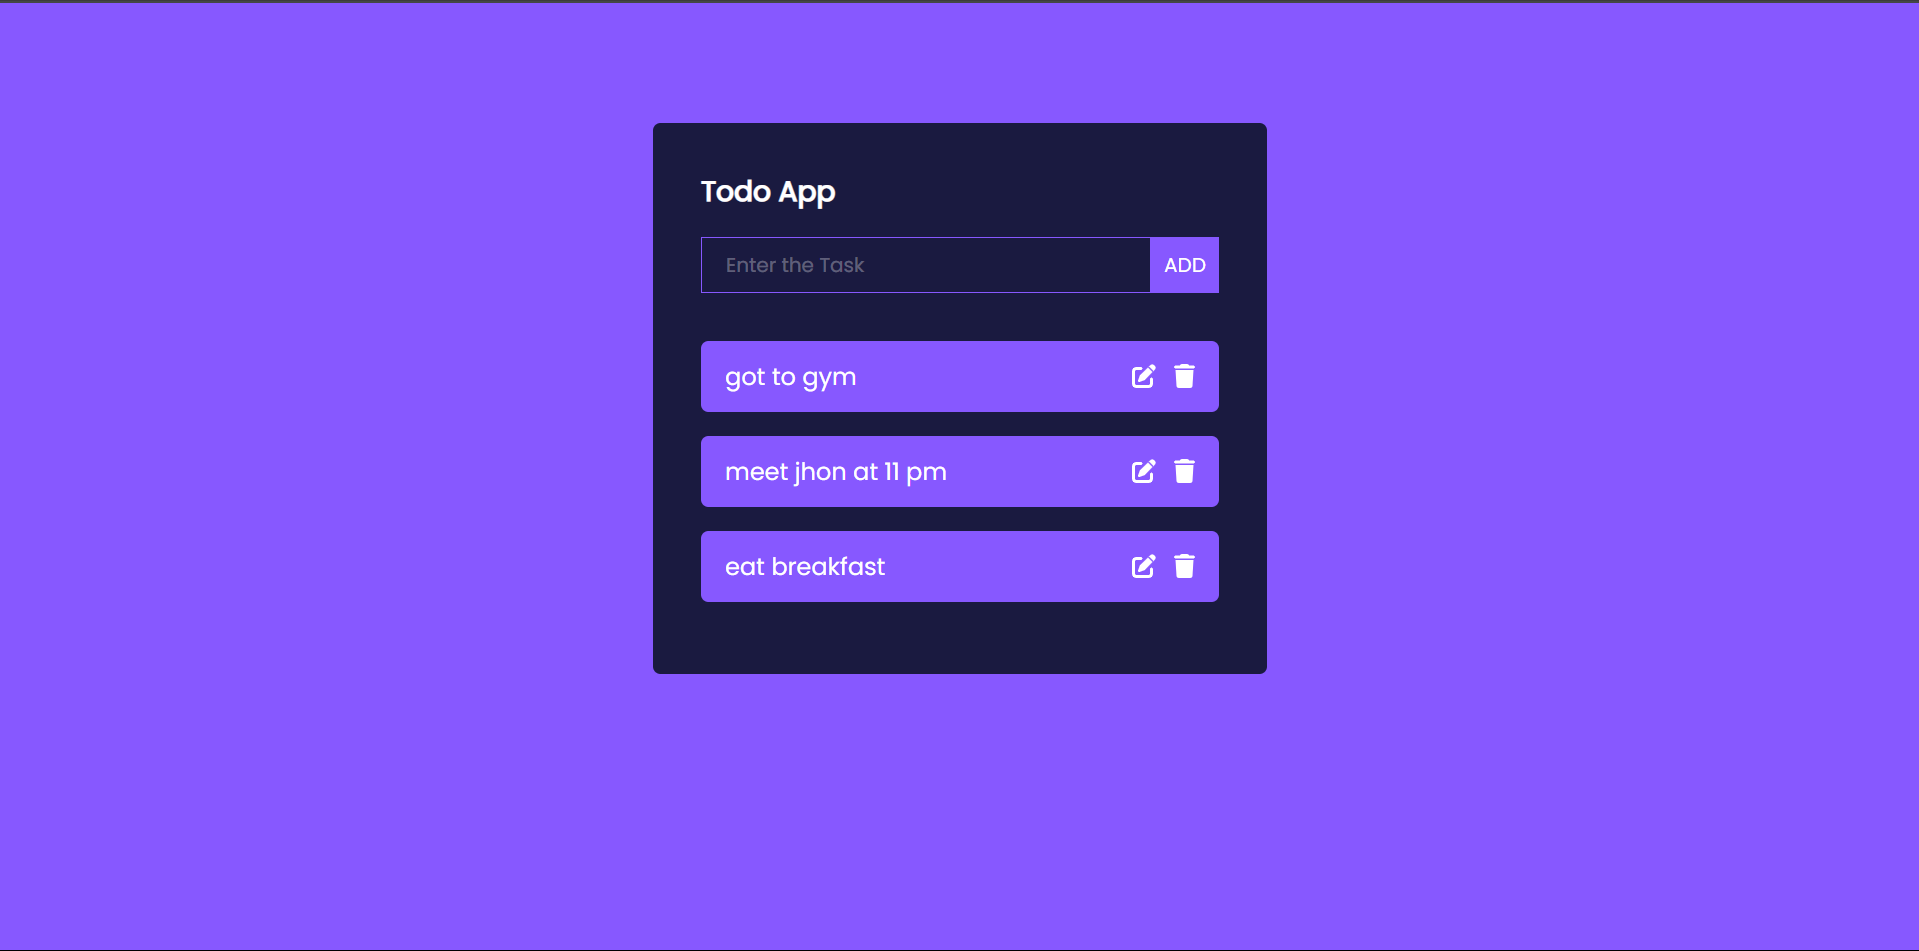 Todo App
Enter the Task ADD
got to gym
meet jhon at 11 pm
eat breakfast